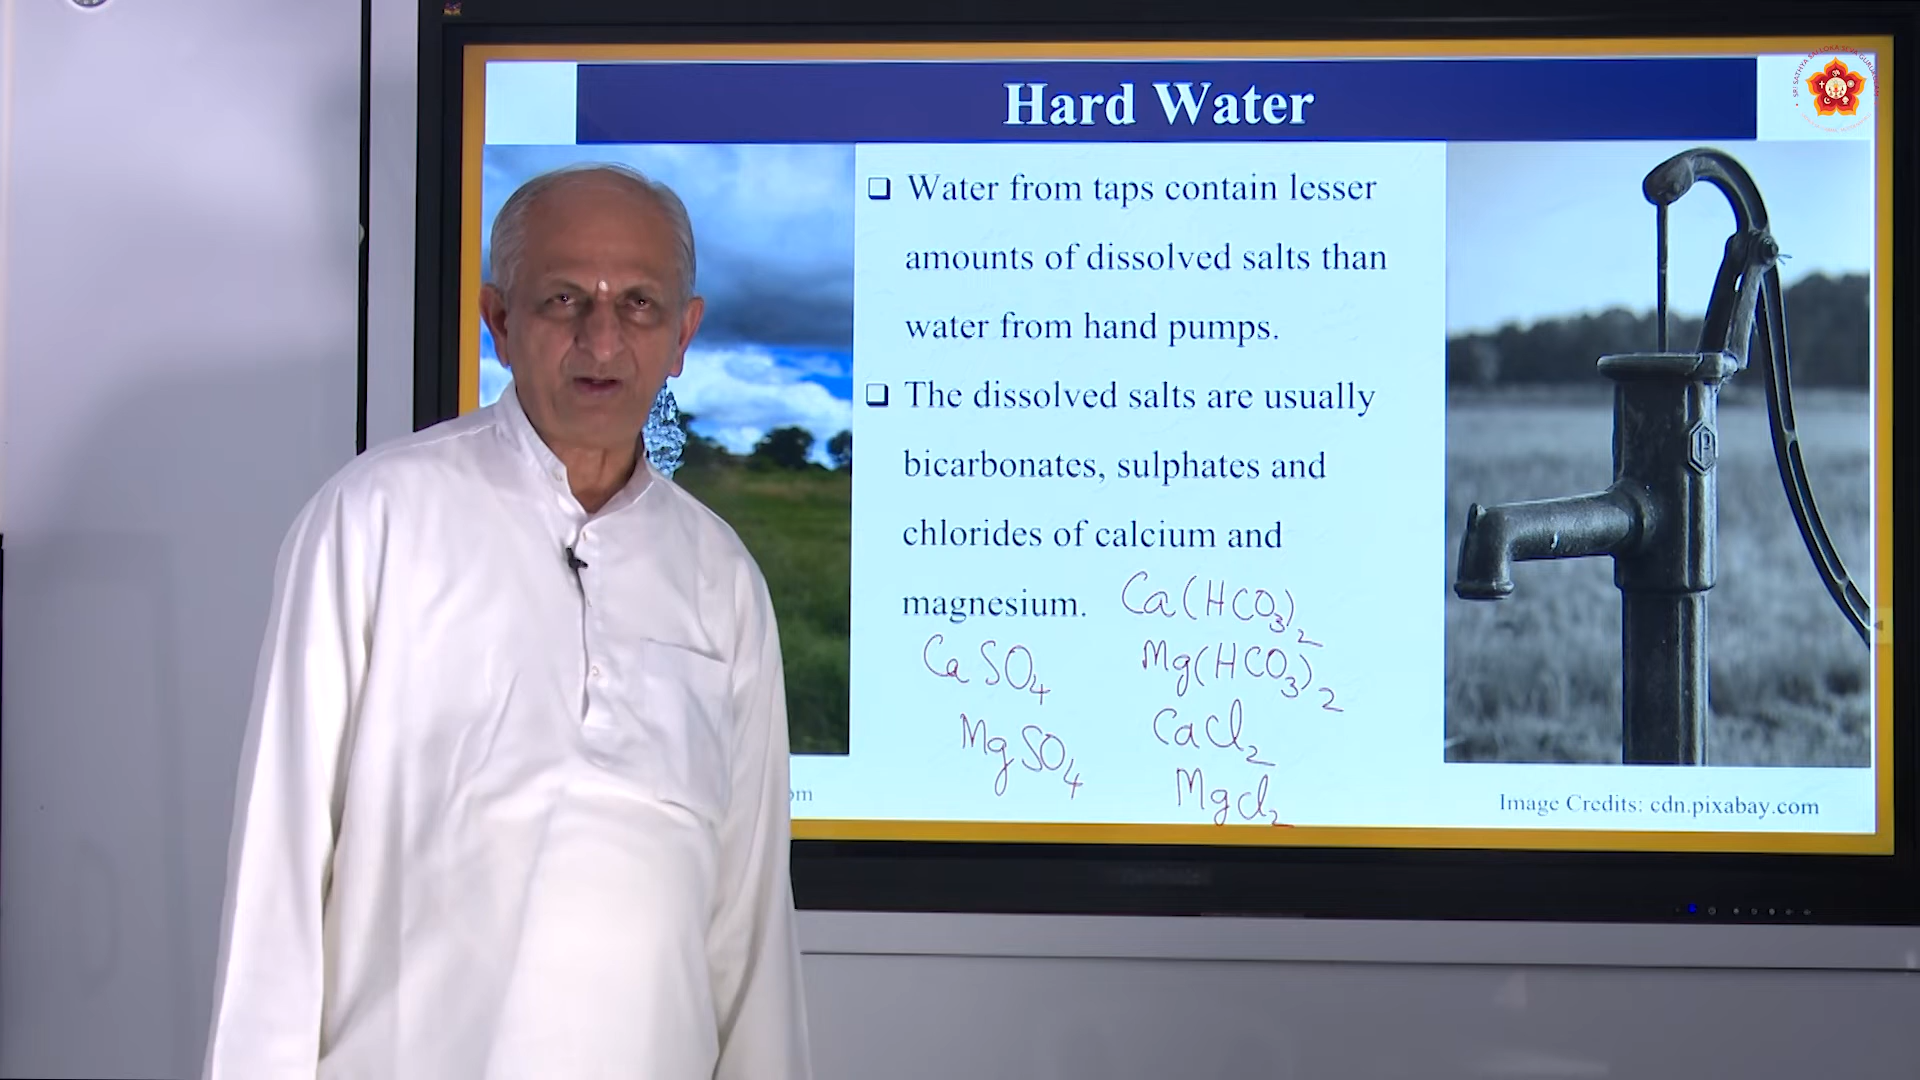 Hard Water
❑ Water from taps contain lesser
amounts of dissolved salts than
water from hand pumps.
❑ The dissolved salts are usually
bicarbonates, sulphates and
chlorides of calcium and
magnesium. Ca(HCO₃)₂
CaSO₄ Mg(HCO₃)₂
MgSO₄ CaCl₂
MgCl₂
om
Image Credits: cdn.pixabay.com